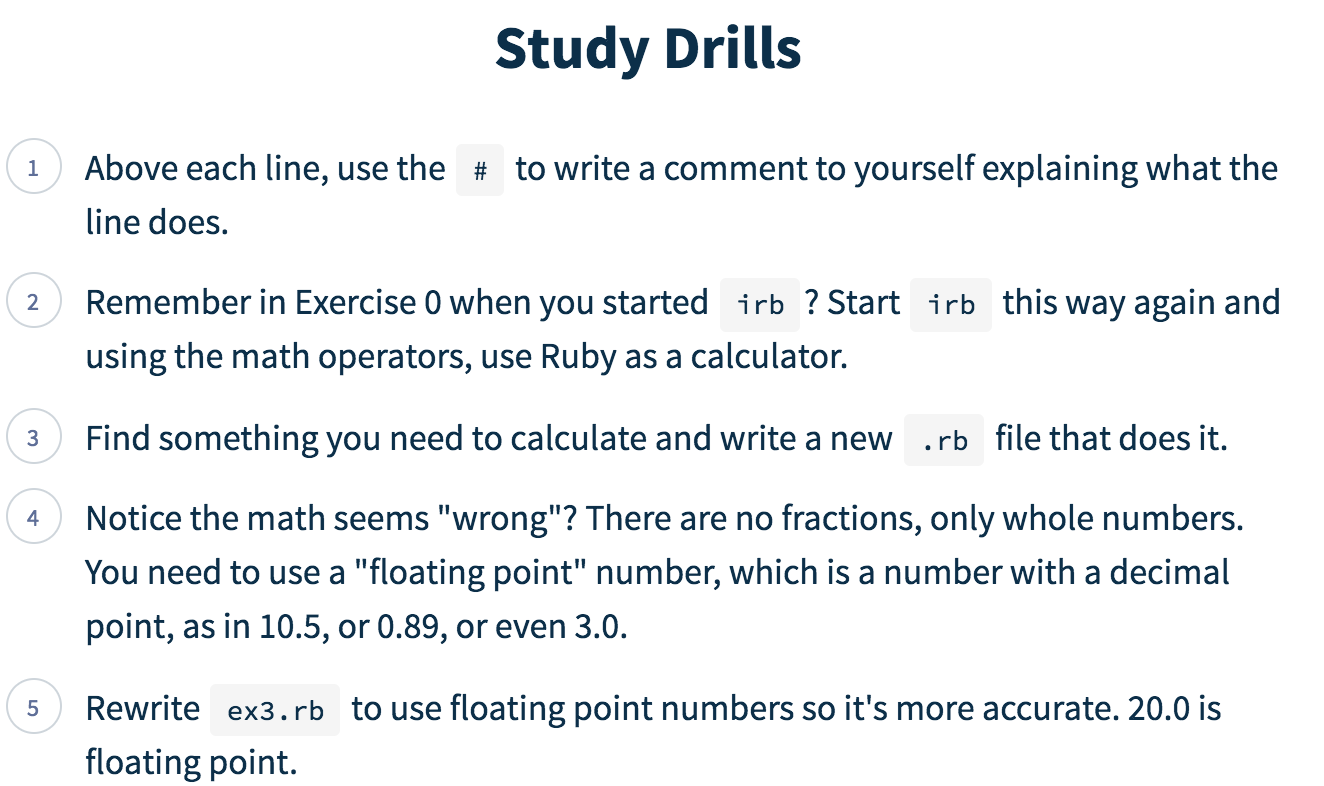 Study Drills
1 Above each line, use the # to write a comment to yourself explaining what the
line does.
2 Remember in Exercise 0 when you started irb ? Start irb this way again and
using the math operators, use Ruby as a calculator.
3 Find something you need to calculate and write a new .rb file that does it.
4 Notice the math seems "wrong"? There are no fractions, only whole numbers.
You need to use a "floating point" number, which is a number with a decimal
point, as in 10.5, or 0.89, or even 3.0.
5 Rewrite ex3.rb to use floating point numbers so it's more accurate. 20.0 is
floating point.